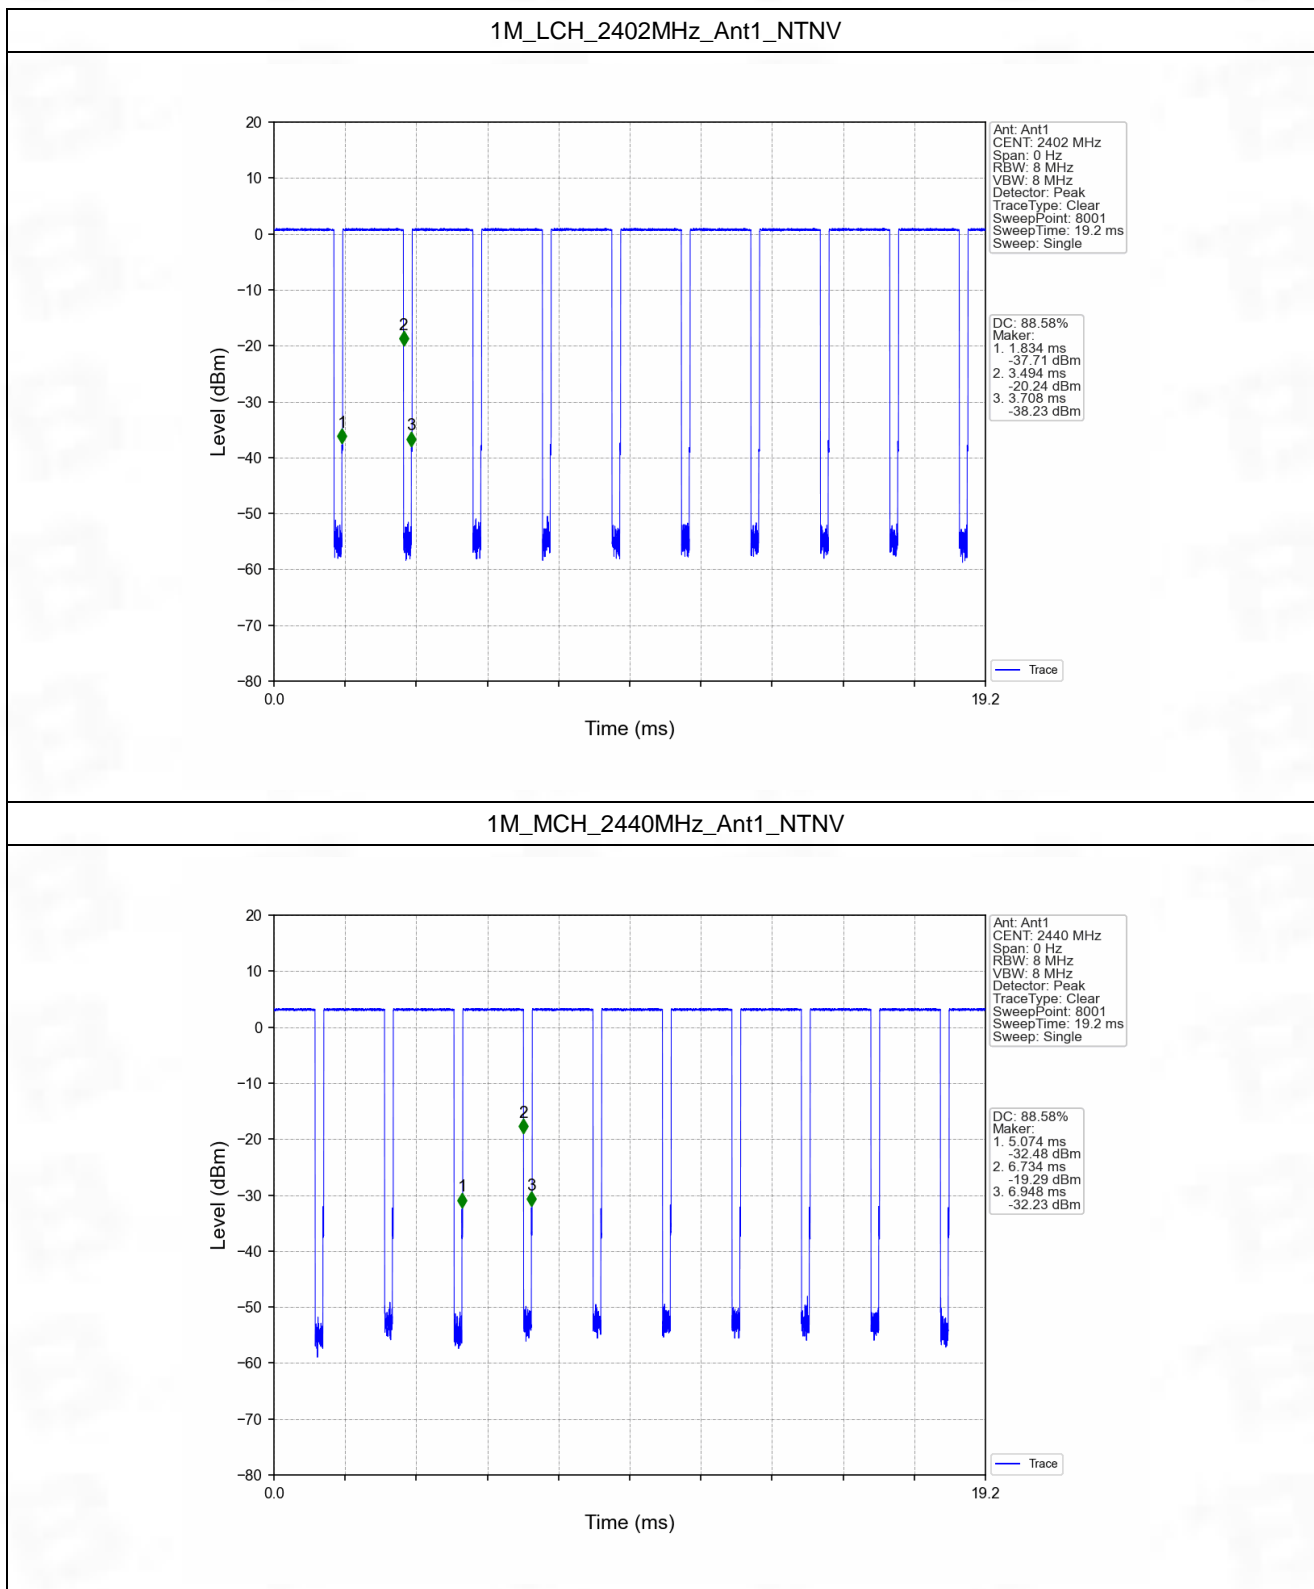 1M_LCH_2402MHz_Ant1_NTNV
20
10
0
−10
−20
−30
−40
−50
−60
−70
−80
Level (dBm)
0.0
19.2
Time (ms)
1
2
3
Ant: Ant1
CENT: 2402 MHz
Span: 0 Hz
RBW: 8 MHz
VBW: 8 MHz
Detector: Peak
TraceType: Clear
SweepPoint: 8001
SweepTime: 19.2 ms
Sweep: Single
DC: 88.58%
Maker:
1. 1.834 ms
-37.71 dBm
2. 3.494 ms
-20.24 dBm
3. 3.708 ms
-38.23 dBm
Trace
1M_MCH_2440MHz_Ant1_NTNV
20
10
0
−10
−20
−30
−40
−50
−60
−70
−80
Level (dBm)
0.0
19.2
Time (ms)
1
2
3
Ant: Ant1
CENT: 2440 MHz
Span: 0 Hz
RBW: 8 MHz
VBW: 8 MHz
Detector: Peak
TraceType: Clear
SweepPoint: 8001
SweepTime: 19.2 ms
Sweep: Single
DC: 88.58%
Maker:
1. 5.074 ms
-32.48 dBm
2. 6.734 ms
-19.29 dBm
3. 6.948 ms
-32.23 dBm
Trace